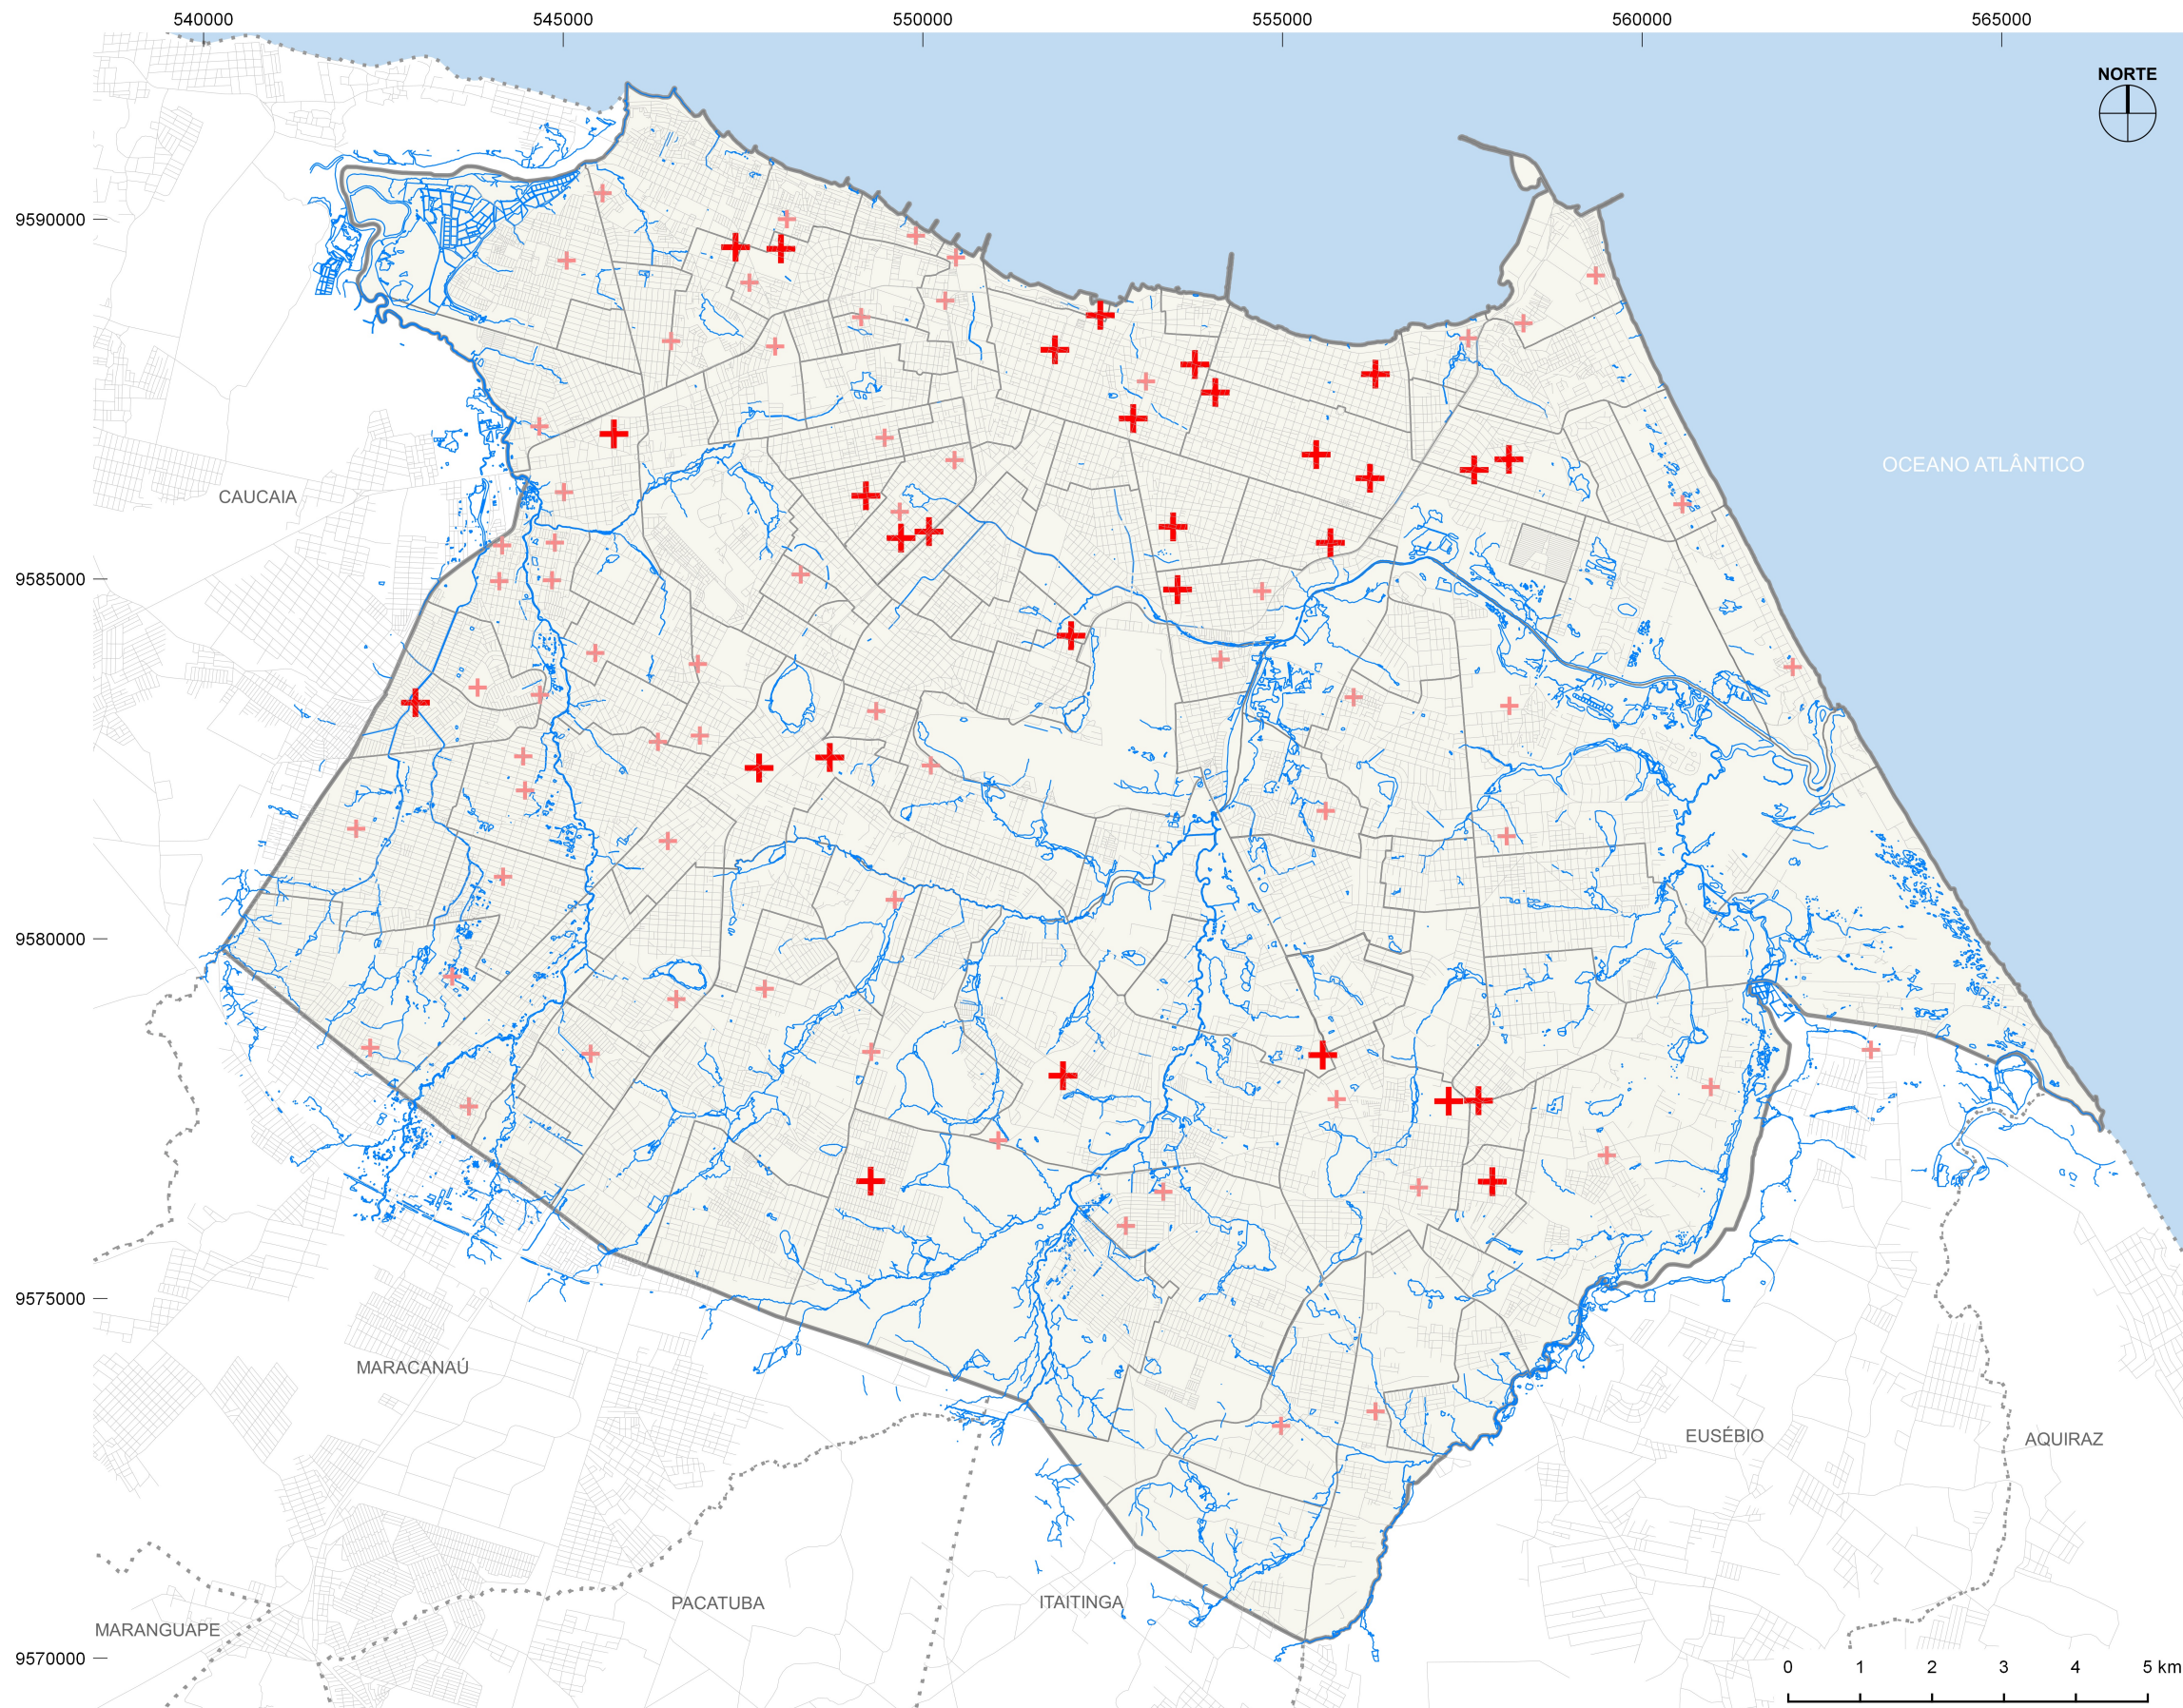 540000 545000 550000 555000 560000 565000
NORTE
9590000
OCEANO ATLÂNTICO
CAUCAIA
9585000
9580000
9575000
MARACANAÚ
EUSÉBIO
AQUIRAZ
PACATUBA
ITAITINGA
MARANGUAPE
9570000
0 1 2 3 4 5 km